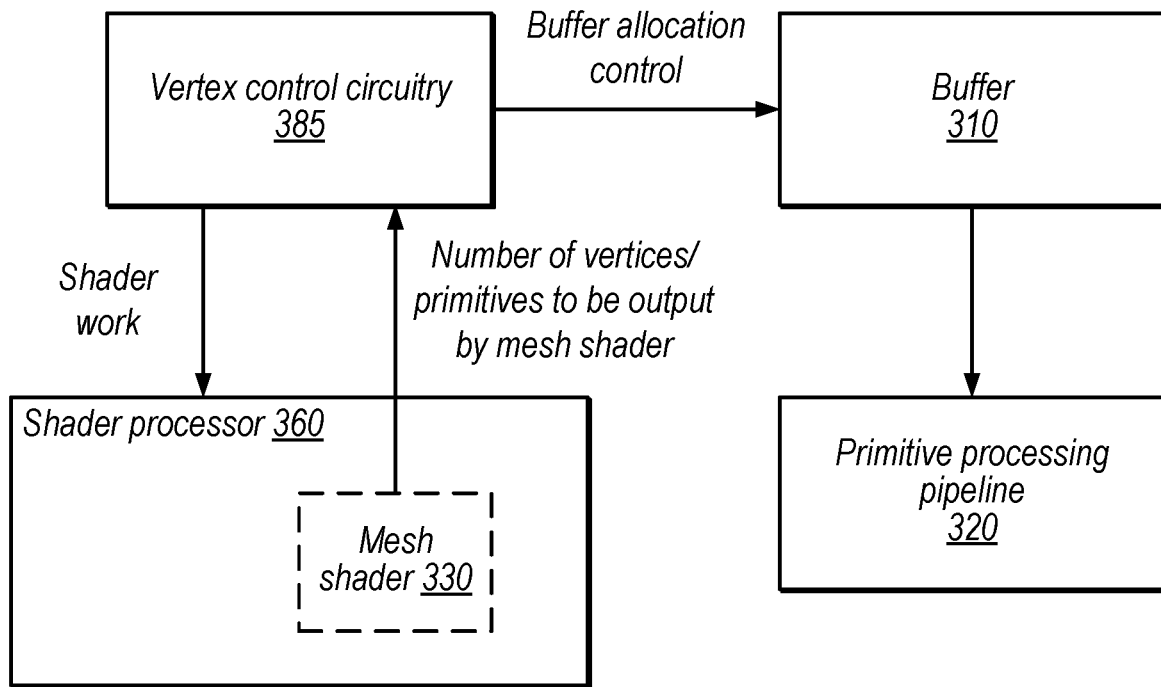 Vertex control circuitry
385
Buffer allocation
control
Buffer
310
Shader
work
Number of vertices/
primitives to be output
by mesh shader
Shader processor 360
Mesh
shader 330
Primitive processing
pipeline
320